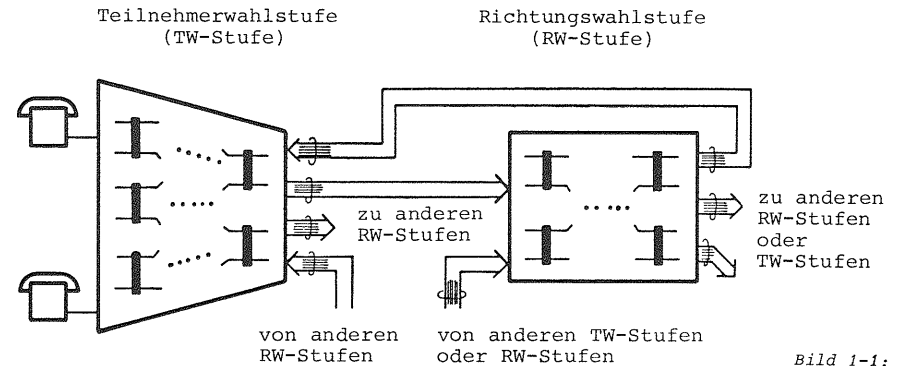 Teilnehmerwahlstufe
(TW-Stufe)
Richtungswahlstufe
(RW-Stufe)
zu anderen
RW-Stufen
zu anderen
RW-Stufen
oder
TW-Stufen
von anderen
RW-Stufen
von anderen TW-Stufen
oder RW-Stufen
Bild 1-1: